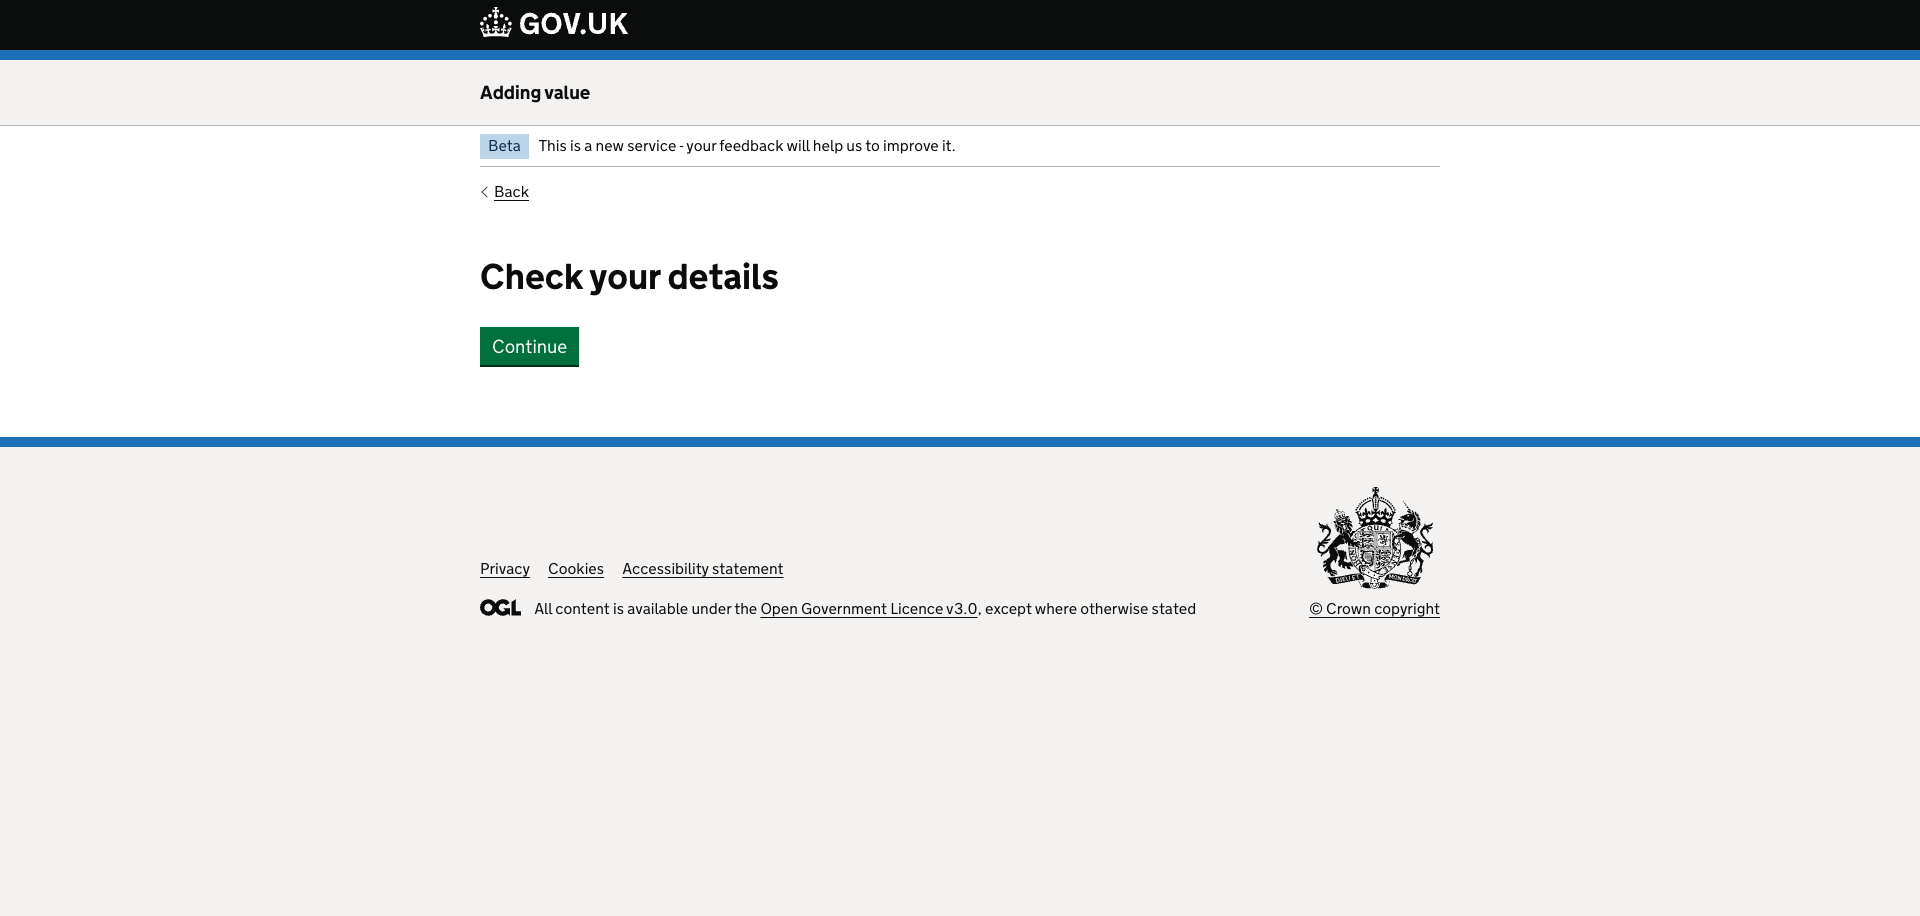 GOV.UK
Adding value
Beta This is a new service - your feedback will help us to improve it.
Back
Check your details
Continue
Privacy Cookies Accessibility statement
OGL All content is available under the Open Government Licence v3.0, except where otherwise stated
© Crown copyright